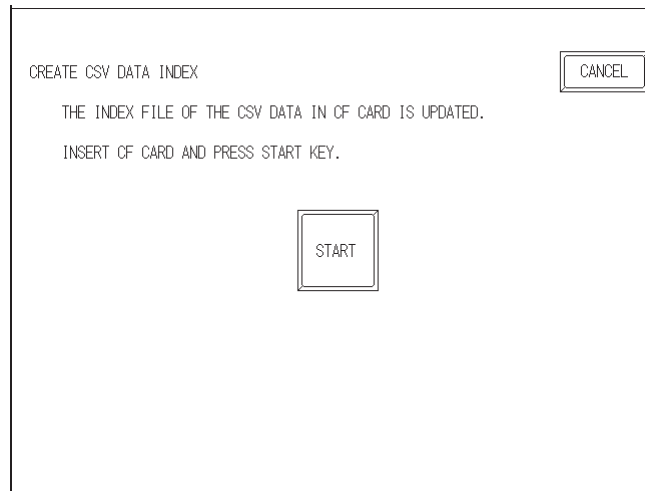 CREATE CSV DATA INDEX
CANCEL
THE INDEX FILE OF THE CSV DATA IN CF CARD IS UPDATED.
INSERT CF CARD AND PRESS START KEY.
START